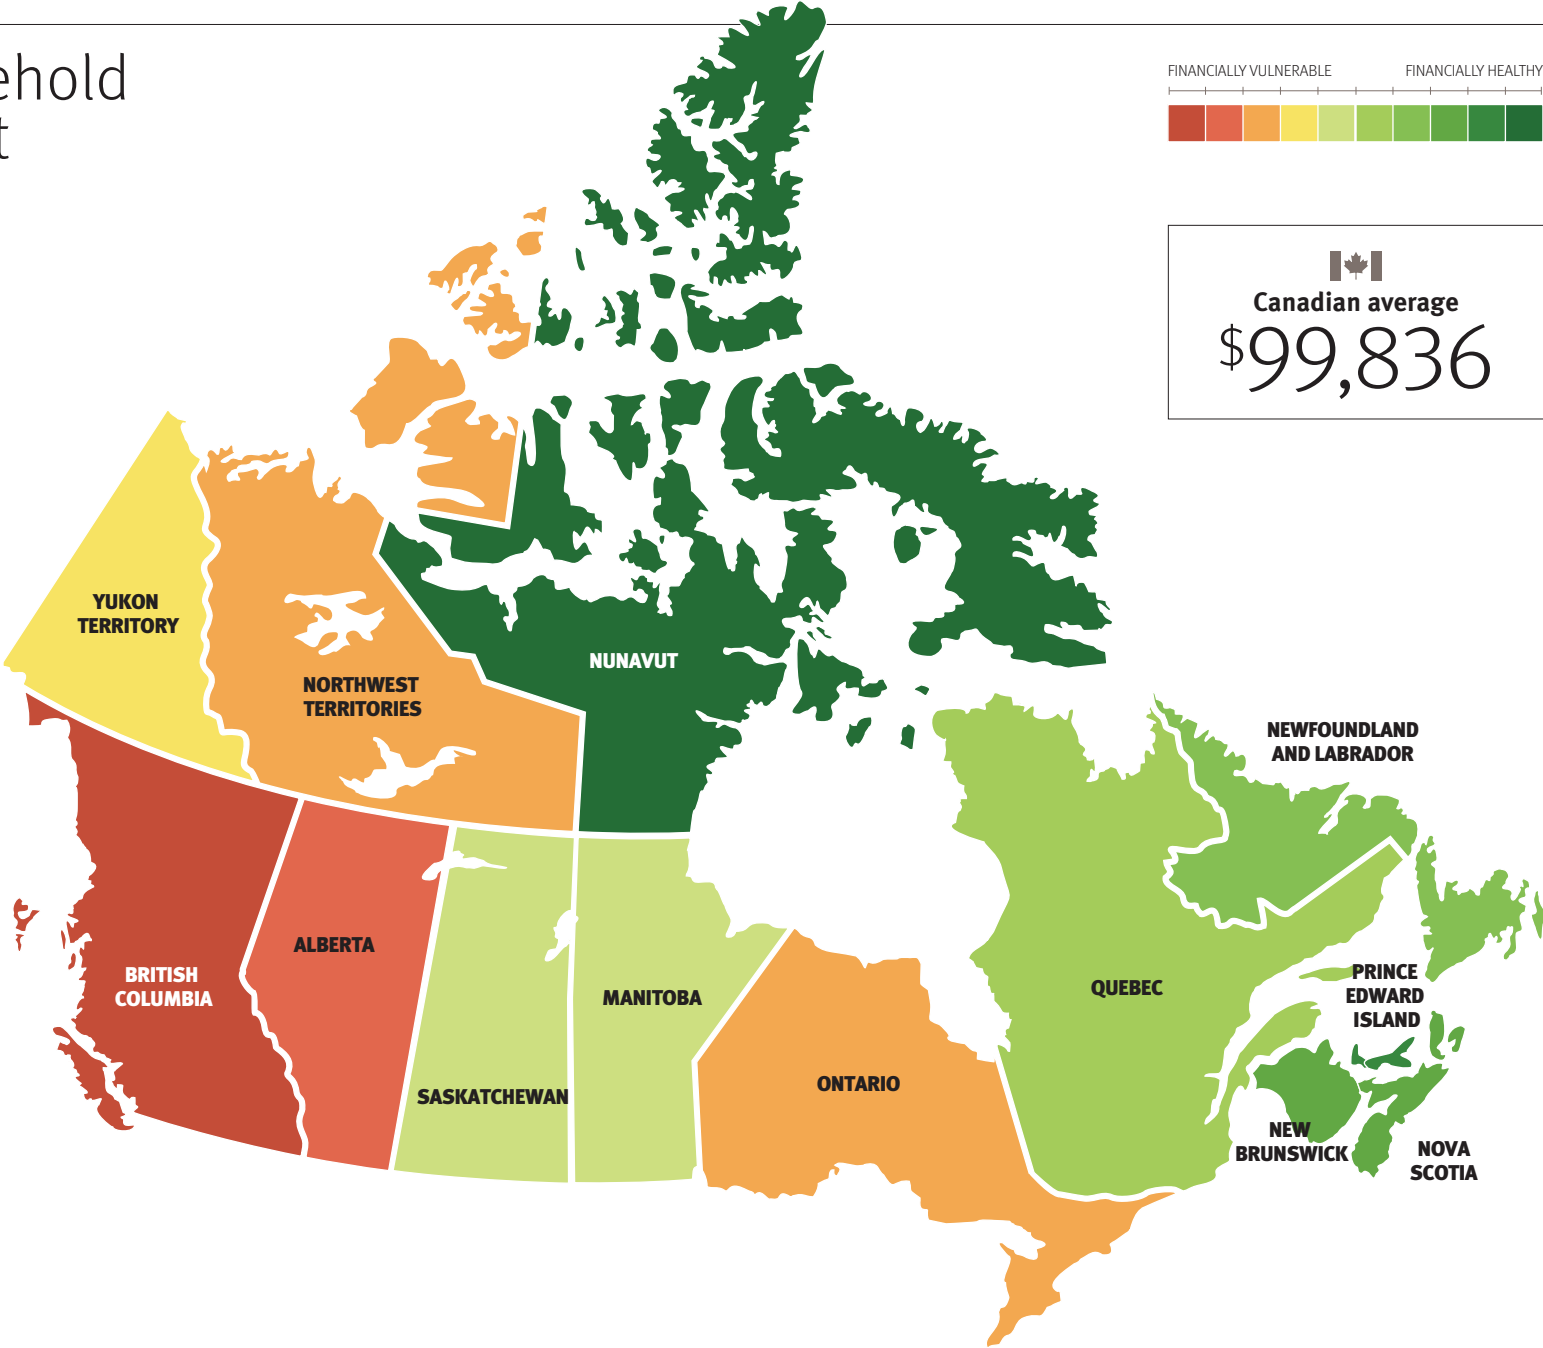 ehold
t
FINANCIALLY VULNERABLE
FINANCIALLY HEALTHY
Canadian average
$99,836
YUKON
TERRITORY
NORTHWEST
TERRITORIES
NUNAVUT
NEWFOUNDLAND
AND LABRADOR
BRITISH
COLUMBIA
ALBERTA
SASKATCHEWAN
MANITOBA
ONTARIO
QUEBEC
PRINCE
EDWARD
ISLAND
NEW
BRUNSWICK
NOVA
SCOTIA